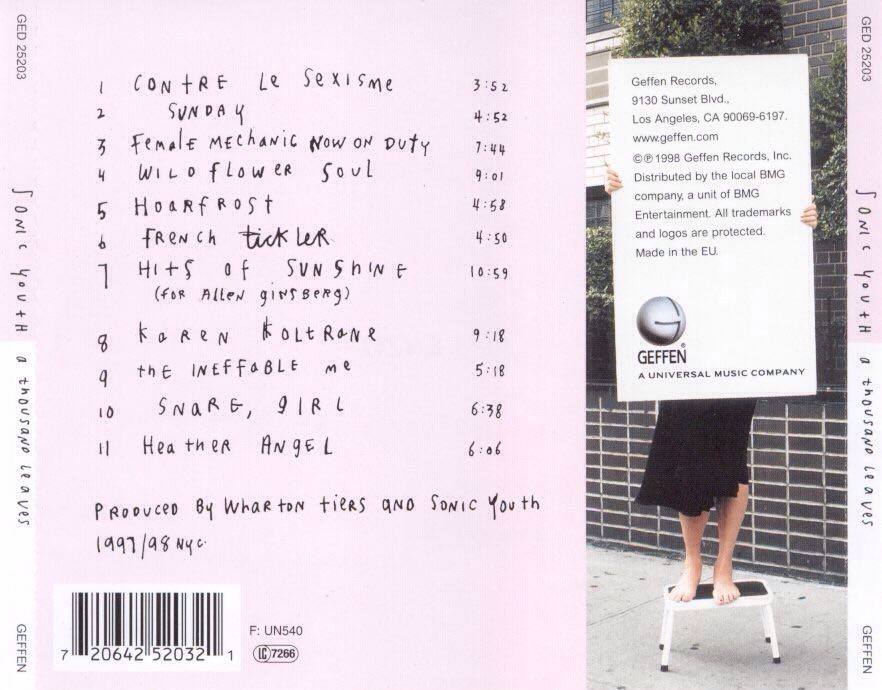 GED 25203
SONIC YOUTH a thousand leaves
GEFFEN
1 CONTRE Le SexISme 3:52
2 SUNDAY 4:52
3 Female MEchanic NOW ON DUty 7:44
4 WILDflower Soul 9:01
5 HOARfROSt 4:58
6 fRENch tickler 4:50
7 HItS of SUNShINE 10:59
(foR Allen ginsberg)
8 KaReN KoltRaNe 9:18
9 thE INEffaBLE me 5:18
10 SNaRE, gIRL 6:38
11 Heather ANgEL 6:06
PRODUCED By WhaRtoN tieRs aND SoNic Youth
1997/98 Nyc.
7 20642 52032 1
F: UN540
LC 7266
Geffen Records,
9130 Sunset Blvd.,
Los Angeles, CA 90069-6197.
www.geffen.com
©℗1998 Geffen Records, Inc.
Distributed by the local BMG
company, a unit of BMG
Entertainment. All trademarks
and logos are protected.
Made in the EU.
GEFFEN®
A UNIVERSAL MUSIC COMPANY
GED 25203
SONIC YOUTH a thousand leaves
GEFFEN